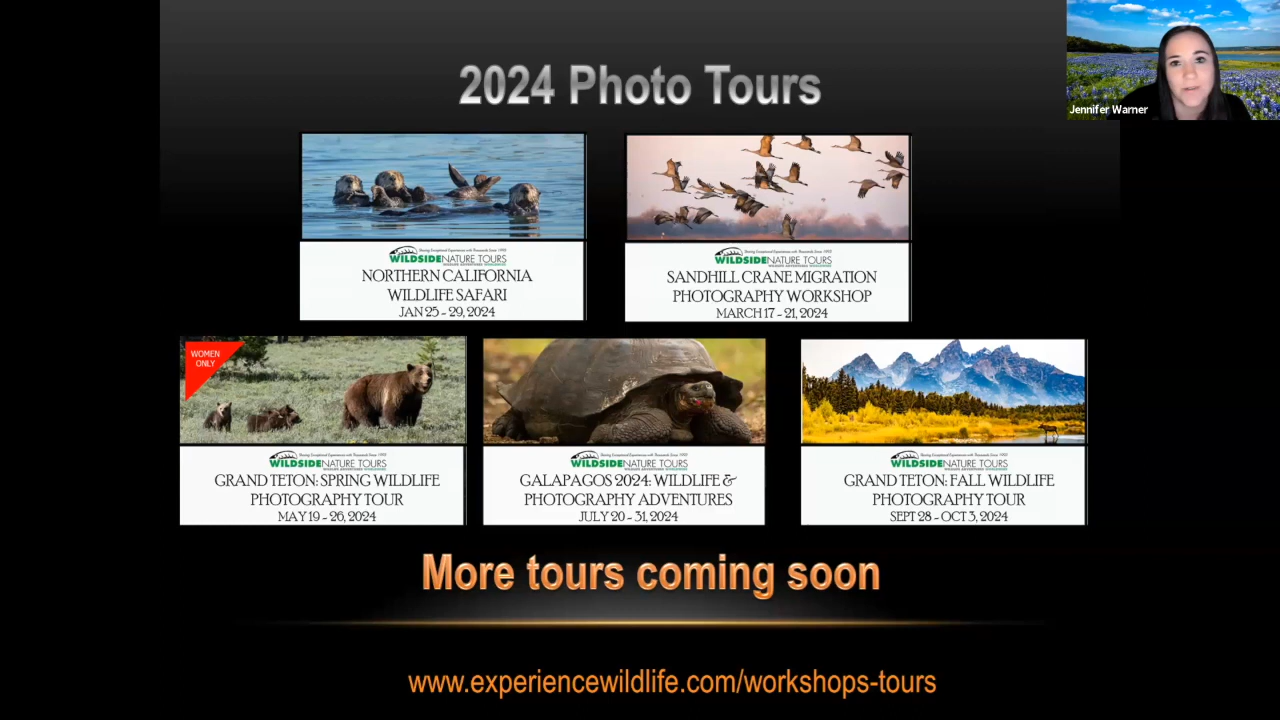 2024 Photo Tours
Jennifer Warner
WILDSIDE NATURE TOURS
NORTHERN CALIFORNIA
WILDLIFE SAFARI
JAN 25 - 29, 2024
WILDSIDE NATURE TOURS
SANDHILL CRANE MIGRATION
PHOTOGRAPHY WORKSHOP
MARCH 17 - 21, 2024
WOMEN
ONLY
WILDSIDE NATURE TOURS
GRAND TETON: SPRING WILDLIFE
PHOTOGRAPHY TOUR
MAY 19 - 26, 2024
WILDSIDE NATURE TOURS
GALAPAGOS 2024: WILDLIFE &
PHOTOGRAPHY ADVENTURES
JULY 20 - 31, 2024
WILDSIDE NATURE TOURS
GRAND TETON: FALL WILDLIFE
PHOTOGRAPHY TOUR
SEPT 28 - OCT 3, 2024
More tours coming soon
www.experiencewildlife.com/workshops-tours